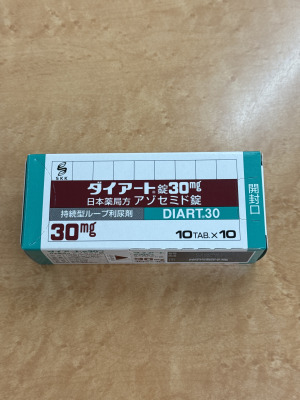 SKK
ダイアート®錠30mg
日本薬局方 アゾセミド錠
持続型ループ利尿剤 DIART.30
30mg
10TAB.×10
開封口